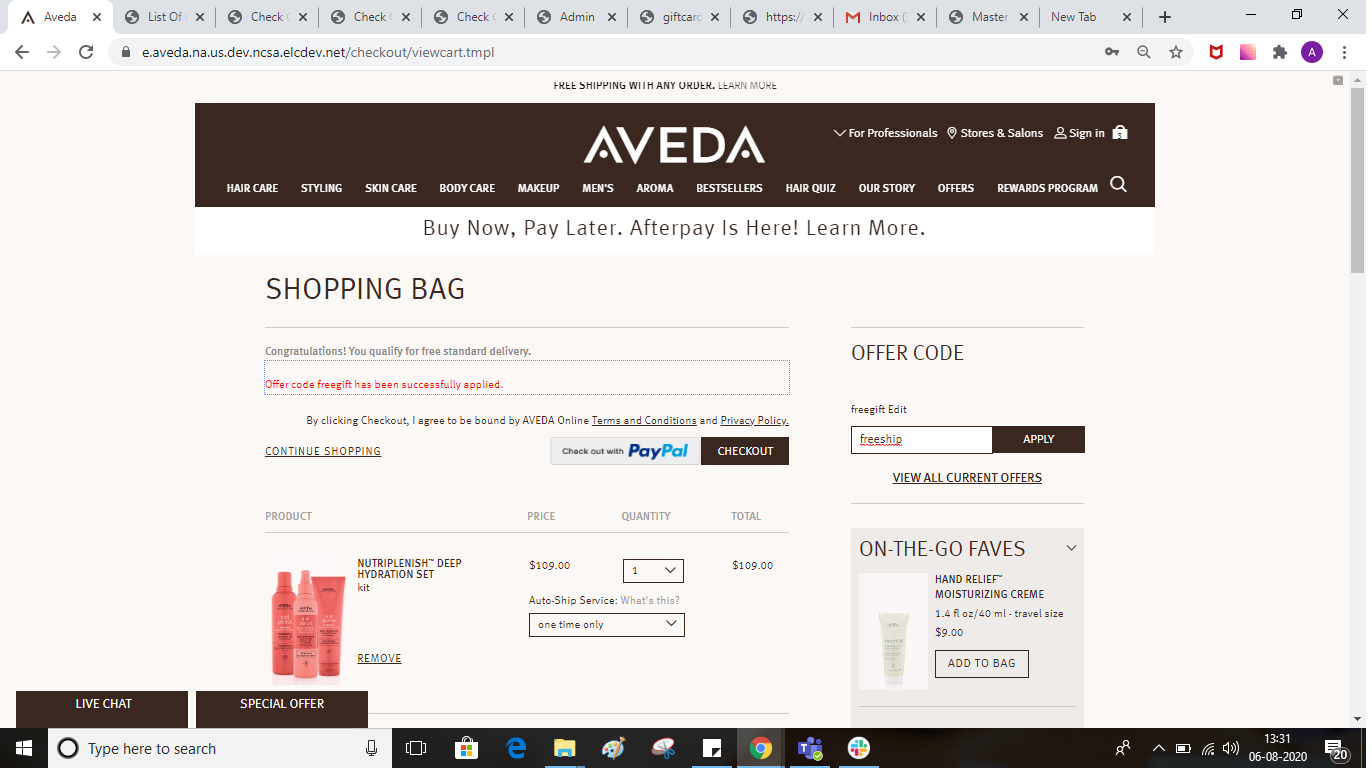 Aveda
List Of
Check
Check
Check
Admin
giftcard
https://
Inbox (
Master
New Tab
e.aveda.na.us.dev.ncsa.elcdev.net/checkout/viewcart.tmpl
A
FREE SHIPPING WITH ANY ORDER. LEARN MORE
AVEDA
For Professionals
Stores & Salons
Sign in
3
HAIR CARE STYLING SKIN CARE BODY CARE MAKEUP MEN'S AROMA BESTSELLERS HAIR QUIZ OUR STORY OFFERS REWARDS PROGRAM
Buy Now, Pay Later. Afterpay Is Here! Learn More.
SHOPPING BAG
Congratulations! You qualify for free standard delivery.
Offer code freegift has been successfully applied.
By clicking Checkout, I agree to be bound by AVEDA Online Terms and Conditions and Privacy Policy.
CONTINUE SHOPPING
Check out with PayPal
CHECKOUT
PRODUCT PRICE QUANTITY TOTAL
NUTRIPLENISH™ DEEP
HYDRATION SET
kit
$109.00
1
$109.00
Auto-Ship Service: What's this?
one time only
REMOVE
OFFER CODE
freegift Edit
freeship
APPLY
VIEW ALL CURRENT OFFERS
ON-THE-GO FAVES
HAND RELIEF™
MOISTURIZING CREME
1.4 fl oz/40 ml - travel size
$9.00
ADD TO BAG
LIVE CHAT
SPECIAL OFFER
Type here to search
13:31
06-08-2020
20